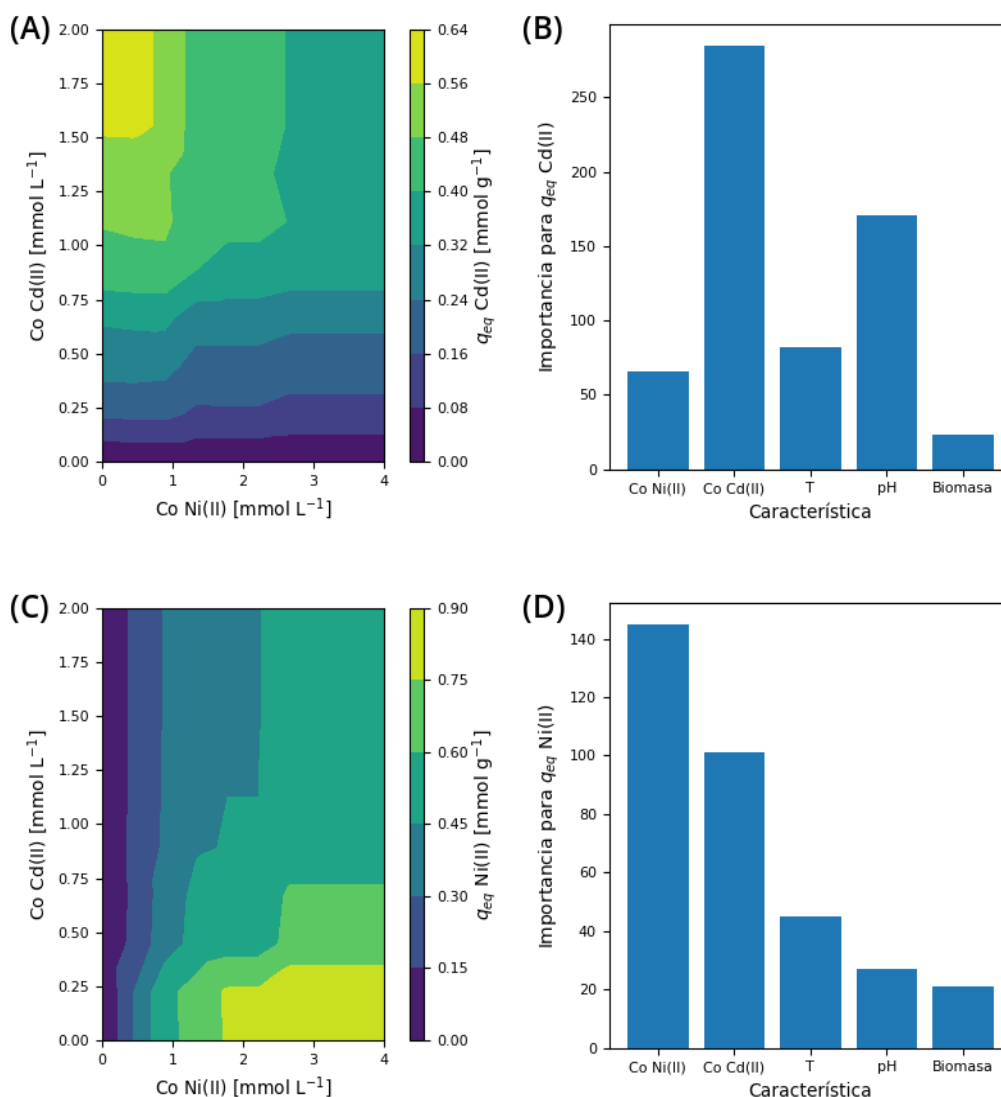 (A)
2.00
1.75
1.50
1.25
1.00
0.75
0.50
0.25
0.00
Co Cd(II) [mmol L⁻¹]
0
1
2
3
4
Co Ni(II) [mmol L⁻¹]
0.64
0.56
0.48
0.40
0.32
0.24
0.16
0.08
0.00
q_eq Cd(II) [mmol g⁻¹]
(B)
250
200
150
100
50
0
Importancia para q_eq Cd(II)
Co Ni(II)
Co Cd(II)
T
pH
Biomasa
Característica
(C)
2.00
1.75
1.50
1.25
1.00
0.75
0.50
0.25
0.00
Co Cd(II) [mmol L⁻¹]
0
1
2
3
4
Co Ni(II) [mmol L⁻¹]
0.90
0.75
0.60
0.45
0.30
0.15
0.00
q_eq Ni(II) [mmol g⁻¹]
(D)
140
120
100
80
60
40
20
0
Importancia para q_eq Ni(II)
Co Ni(II)
Co Cd(II)
T
pH
Biomasa
Característica